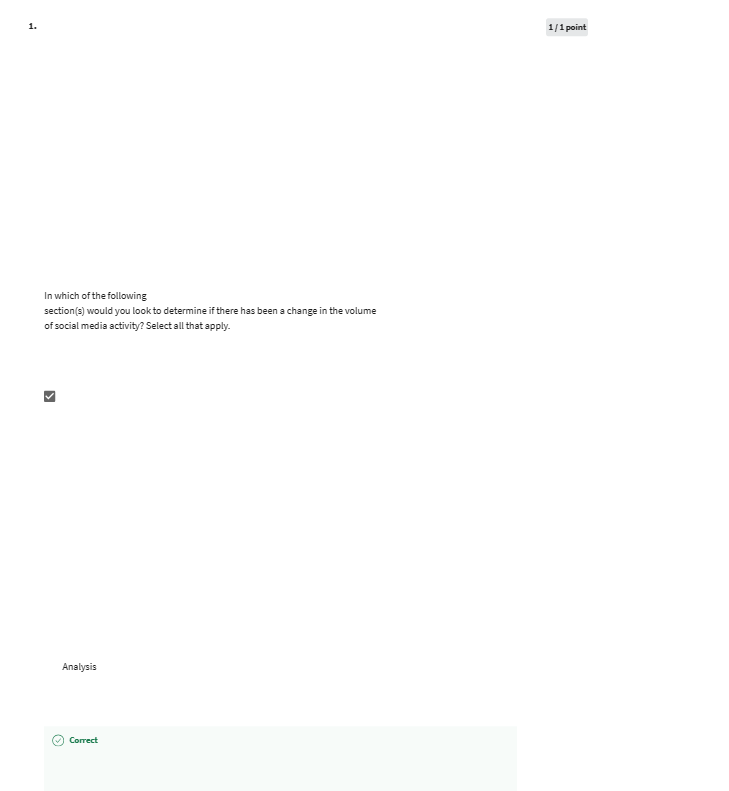 1.
1 / 1 point
In which of the following
section(s) would you look to determine if there has been a change in the volume
of social media activity? Select all that apply.
Analysis
Correct